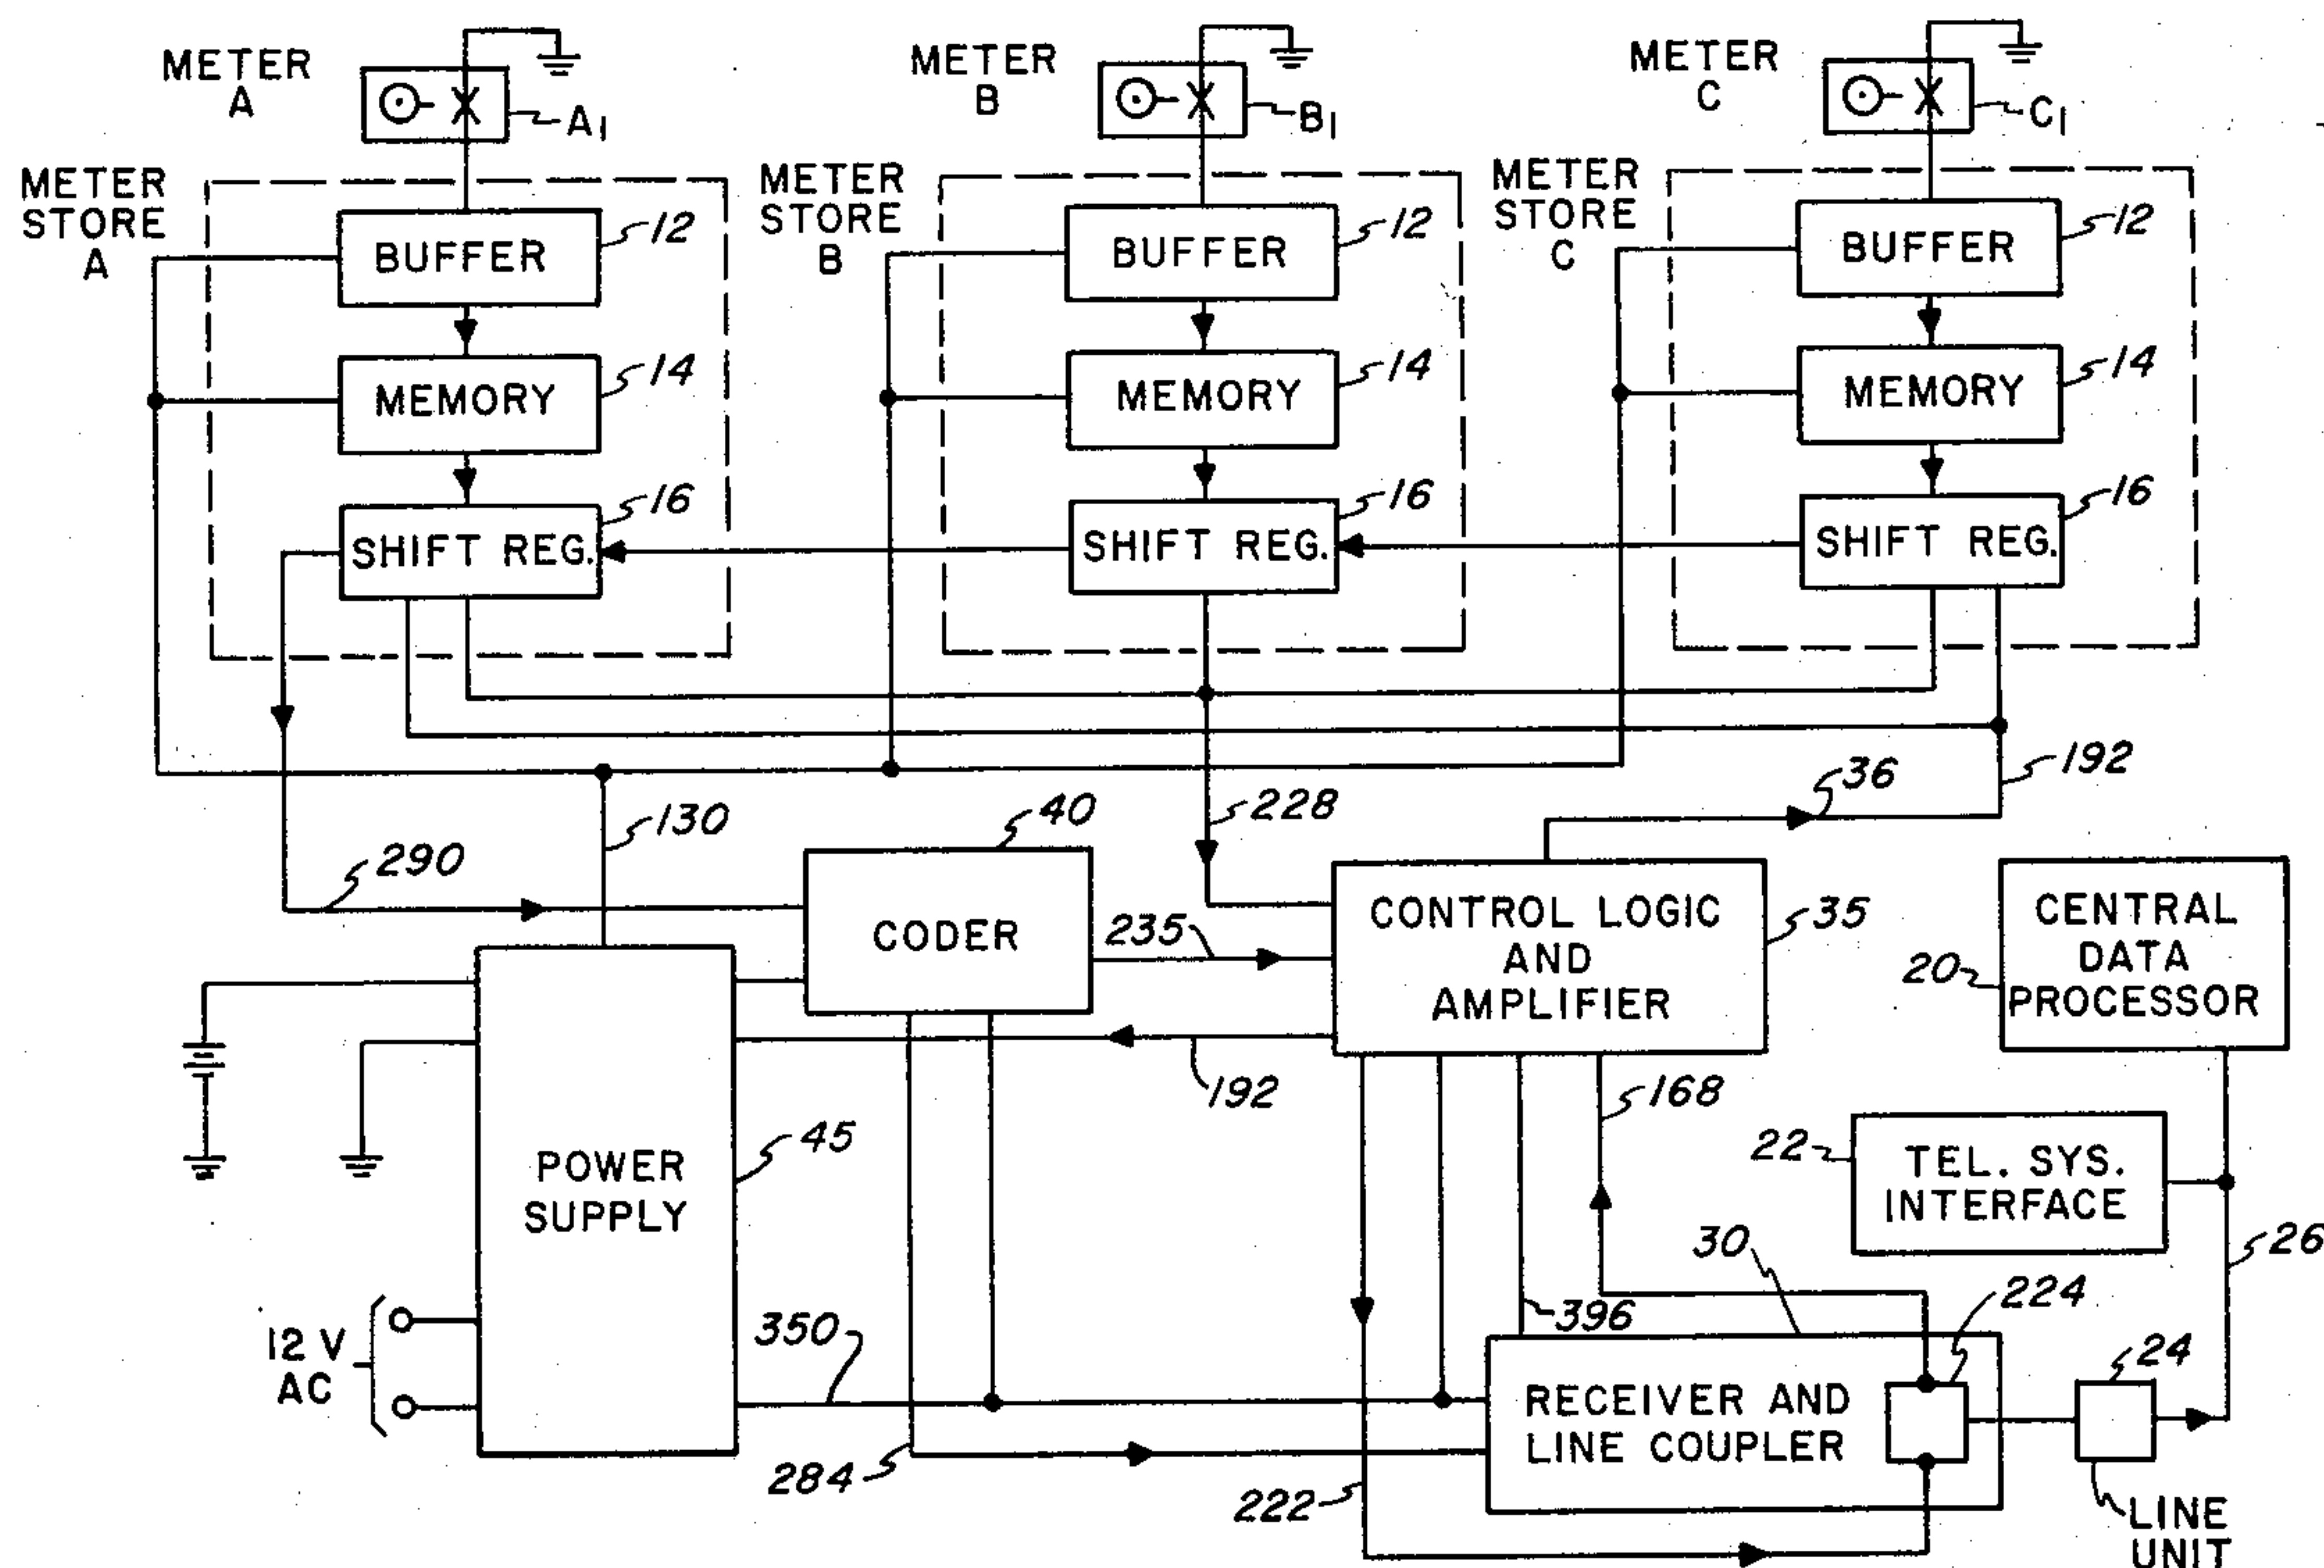 METER
A
A1
METER
B
B1
METER
C
C1
METER
STORE
A
BUFFER
12
MEMORY
14
SHIFT REG.
16
METER
STORE
B
BUFFER
12
MEMORY
14
SHIFT REG.
16
METER
STORE
C
BUFFER
12
MEMORY
14
SHIFT REG.
16
290
130
40
228
36
192
CODER
235
CONTROL LOGIC
AND
AMPLIFIER
35
CENTRAL
DATA
PROCESSOR
20
192
168
POWER
SUPPLY
45
22
TEL. SYS.
INTERFACE
26
12 V
AC
350
284
222
396
30
224
RECEIVER AND
LINE COUPLER
24
LINE
UNIT